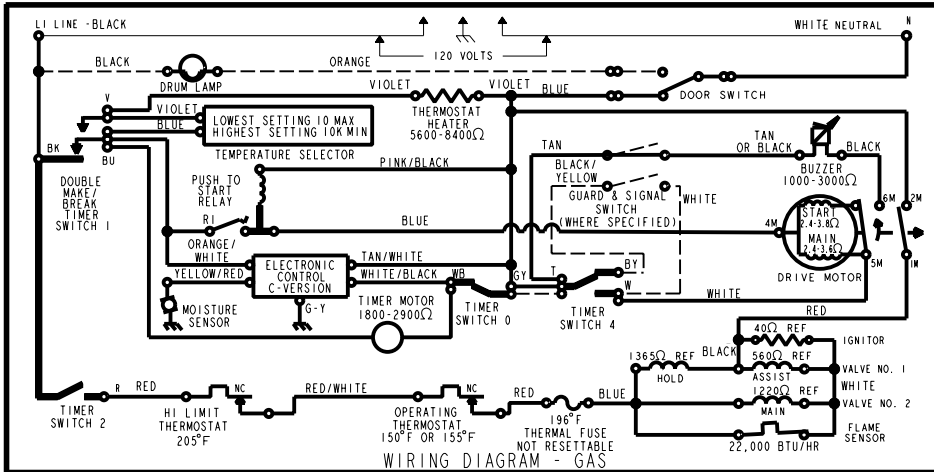 L1 LINE - BLACK
WHITE NEUTRAL
N
120 VOLTS
BLACK
ORANGE
DRUM LAMP
VIOLET
VIOLET
BLUE
DOOR SWITCH
V
VIOLET
BLUE
LOWEST SETTING 10 MAX
HIGHEST SETTING 10K MIN
THERMOSTAT
HEATER
5600-8400Ω
TEMPERATURE SELECTOR
BK
BU
DOUBLE
MAKE/
BREAK
TIMER
SWITCH 1
PUSH TO
START
RELAY
PINK/BLACK
TAN
BLACK/
YELLOW
TAN
OR BLACK
BLACK
BUZZER
1000-3000Ω
GUARD & SIGNAL
SWITCH
(WHERE SPECIFIED)
WHITE
R1
BLUE
4M
6M
2M
START
2.4-3.8Ω
MAIN
2.4-3.6Ω
5M
1M
DRIVE MOTOR
ORANGE/
WHITE
YELLOW/RED
ELECTRONIC
CONTROL
C-VERSION
TAN/WHITE
WHITE/BLACK
WB
GY
T
BY
W
WHITE
G-Y
MOISTURE
SENSOR
TIMER MOTOR
1800-2900Ω
TIMER
SWITCH 0
TIMER
SWITCH 4
RED
40Ω REF
IGNITOR
BLACK
1365Ω REF
HOLD
560Ω REF
ASSIST
VALVE NO. 1
WHITE
1220Ω REF
MAIN
VALVE NO. 2
FLAME
SENSOR
22,000 BTU/HR
TIMER
SWITCH 2
R
RED
NC
HI LIMIT
THERMOSTAT
205°F
RED/WHITE
NC
OPERATING
THERMOSTAT
150°F OR 155°F
RED
BLUE
196°F
THERMAL FUSE
NOT RESETTABLE
WIRING DIAGRAM - GAS